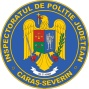 INSPECTORATUL DE POLIȚIE JUDEȚEAN
CARAȘ-SEVERIN